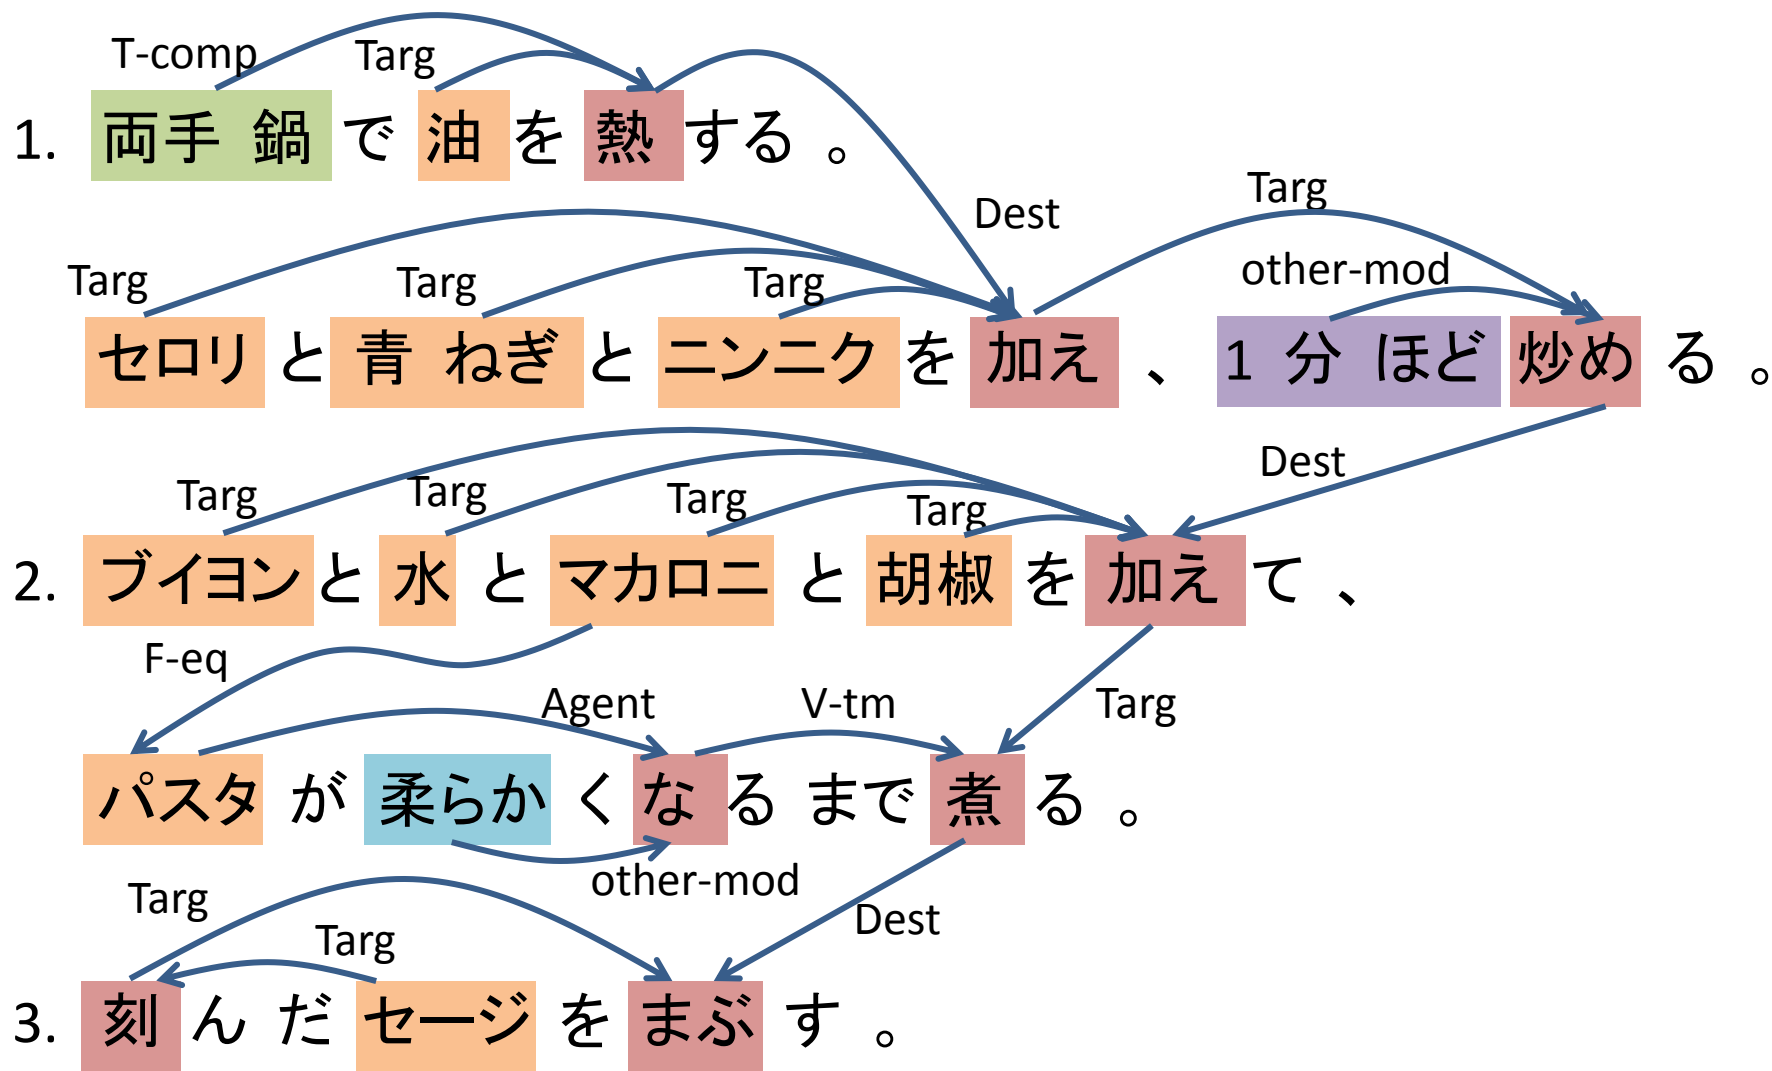 T-comp Targ
1. 両手 鍋 で 油 を 熱 する 。
Dest Targ
Targ Targ Targ other-mod
セロリ と 青 ねぎ と ニンニク を 加え 、 1 分 ほど 炒め る 。
Dest
Targ Targ Targ Targ
2. ブイヨン と 水 と マカロニ と 胡椒 を 加え て 、
F-eq Agent V-tm Targ
パスタ が 柔らか く な る まで 煮 る 。
other-mod
Targ Targ Dest
3. 刻 ん だ セージ を まぶ す 。